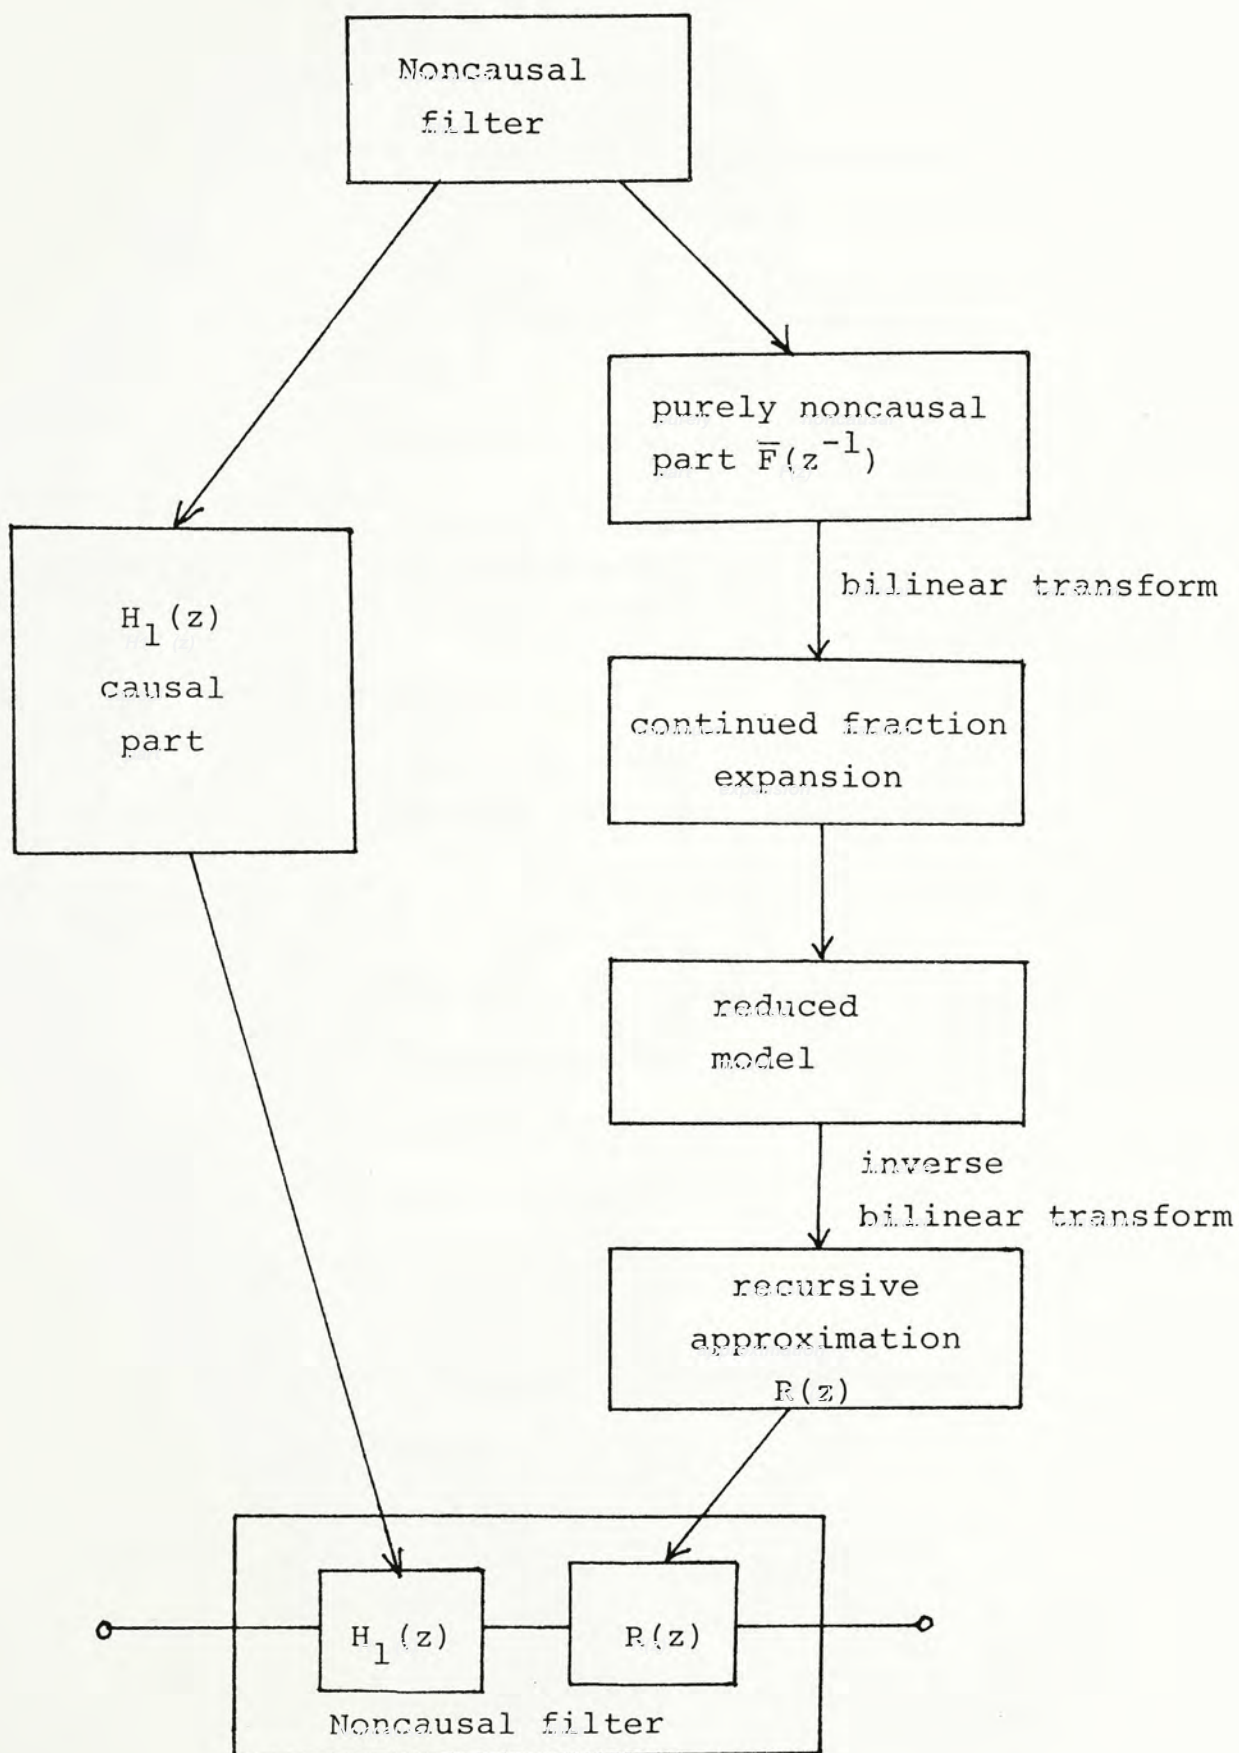 Noncausal
filter
purely noncausal
part F̅(z⁻¹)
bilinear transform
H₁(z)
causal
part
continued fraction
expansion
reduced
model
inverse
bilinear transform
recursive
approximation
R(z)
H₁(z)
R(z)
Noncausal filter